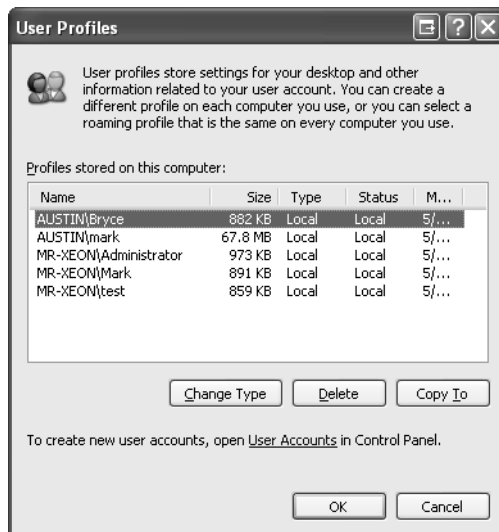 User Profiles
User profiles store settings for your desktop and other
information related to your user account. You can create a
different profile on each computer you use, or you can select a
roaming profile that is the same on every computer you use.
Profiles stored on this computer:
Name Size Type Status M...
AUSTIN\Bryce 882 KB Local Local 5/...
AUSTIN\mark 67.8 MB Local Local 5/...
MR-XEON\Administrator 973 KB Local Local 5/...
MR-XEON\Mark 891 KB Local Local 5/...
MR-XEON\test 859 KB Local Local 5/...
Change Type Delete Copy To
To create new user accounts, open User Accounts in Control Panel.
OK Cancel